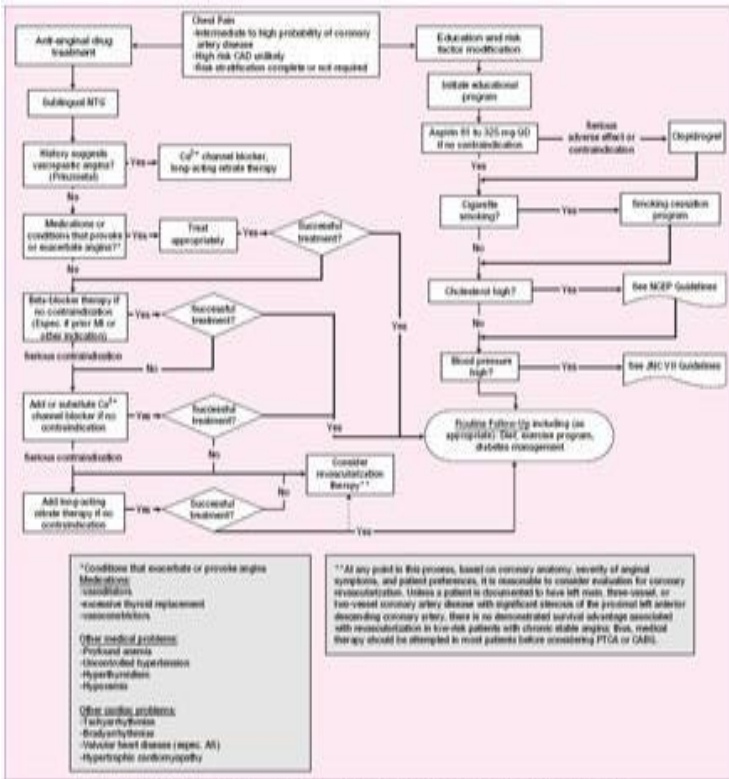 Chest Pain
-Intermediate to high probability of coronary
artery disease
-High risk CAD unlikely
-Risk stratification complete or not required
Anti-anginal drug
treatment
Sublingual NTG
History suggests
vasospastic angina?
(Prinzmetal)
Yes
Ca2+ channel blocker,
long-acting nitrate therapy
No
Medications or
conditions that provoke
or exacerbate angina?*
Yes
Treat
appropriately
Yes
Successful
treatment?
No
Yes
Beta-blocker therapy if
no contraindication
(Espec. if prior MI or
other indication)
Yes
Successful
treatment?
Serious contraindication
No
Add or substitute Ca2+
channel blocker if no
contraindication
Yes
Successful
treatment?
Yes
Serious contraindication
No
Consider
revascularization
therapy**
Add long-acting
nitrate therapy if no
contraindication
Yes
Successful
treatment?
No
Yes
Education and risk
factor modification
Initiate educational
program
Aspirin 81 to 325 mg QD
if no contraindication
Serious
adverse effect or
contraindication
Clopidrogrel
Yes
Cigarette
smoking?
Yes
Smoking cessation
program
No
Cholesterol high?
Yes
See NCEP Guidelines
No
Blood pressure
high?
Yes
See JNC VII Guidelines
Routine Follow-Up including (as
appropriate): Diet, exercise program,
diabetes management
*Conditions that exacerbate or provoke angina
Medications:
-vasodilators
-excessive thyroid replacement
-vasoconstrictors
Other medical problems:
-Profound anemia
-Uncontrolled hypertension
-Hyperthyroidism
-Hypoxemia
Other cardiac problems:
-Tachyarrhythmias
-Bradyarrhythmias
-Valvular heart disease (espec. AS)
-Hypertrophic cardiomyopathy
**At any point in this process, based on coronary anatomy, severity of anginal
symptoms, and patient preferences, it is reasonable to consider evaluation for coronary
revascularization. Unless a patient is documented to have left main, three-vessel, or
two-vessel coronary artery disease with significant stenosis of the proximal left anterior
descending coronary artery, there is no demonstrated survival advantage associated
with revascularization in low-risk patients with chronic stable angina; thus, medical
therapy should be attempted in most patients before considering PTCA or CABG.